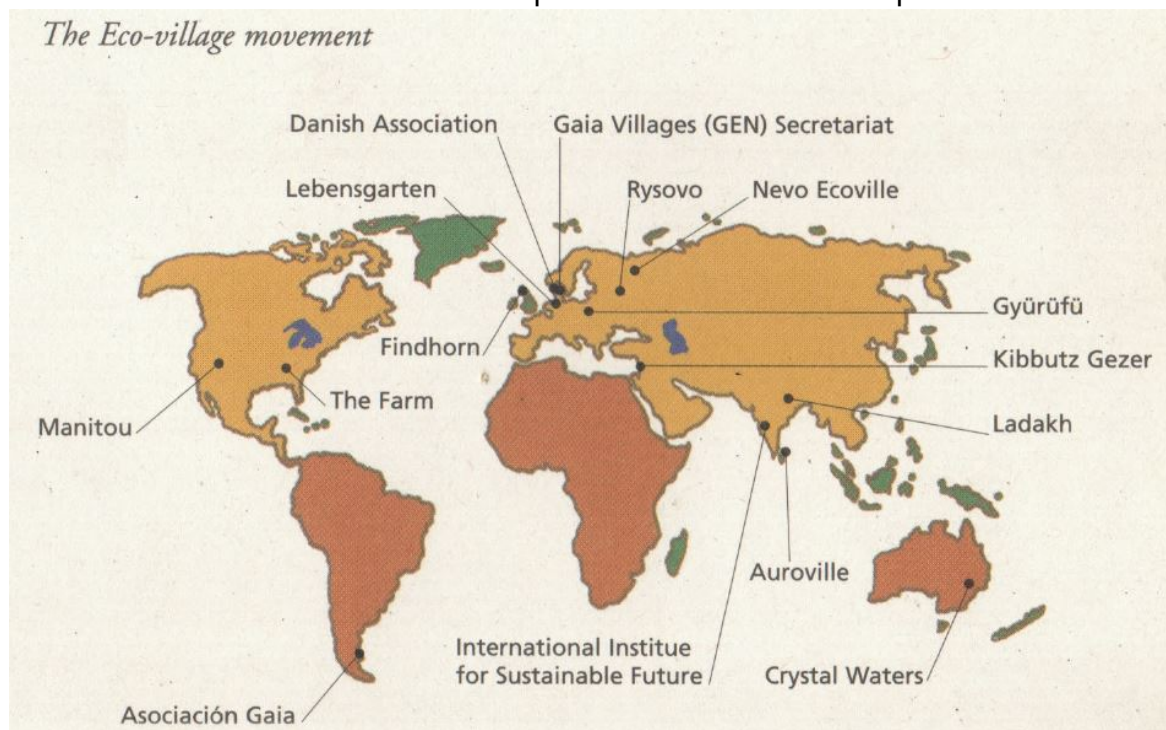 The Eco-village movement
Danish Association
Gaia Villages (GEN) Secretariat
Lebensgarten
Rysovo
Nevo Ecoville
Gyürüfü
Findhorn
Kibbutz Gezer
The Farm
Manitou
Ladakh
Auroville
International Institue
for Sustainable Future
Crystal Waters
Asociación Gaia